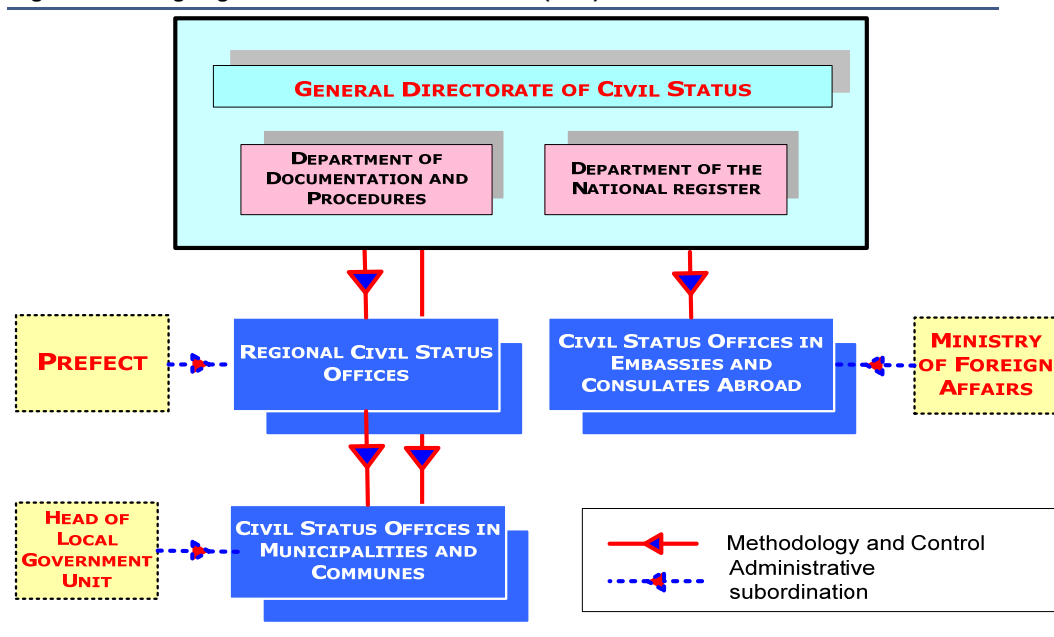 GENERAL DIRECTORATE OF CIVIL STATUS
DEPARTMENT OF
DOCUMENTATION AND
PROCEDURES
DEPARTMENT OF THE
NATIONAL REGISTER
PREFECT
REGIONAL CIVIL STATUS
OFFICES
CIVIL STATUS OFFICES IN
EMBASSIES AND
CONSULATES ABROAD
MINISTRY
OF FOREIGN
AFFAIRS
HEAD OF
LOCAL
GOVERNMENT
UNIT
CIVIL STATUS OFFICES IN
MUNICIPALITIES AND
COMMUNES
Methodology and Control
Administrative
subordination